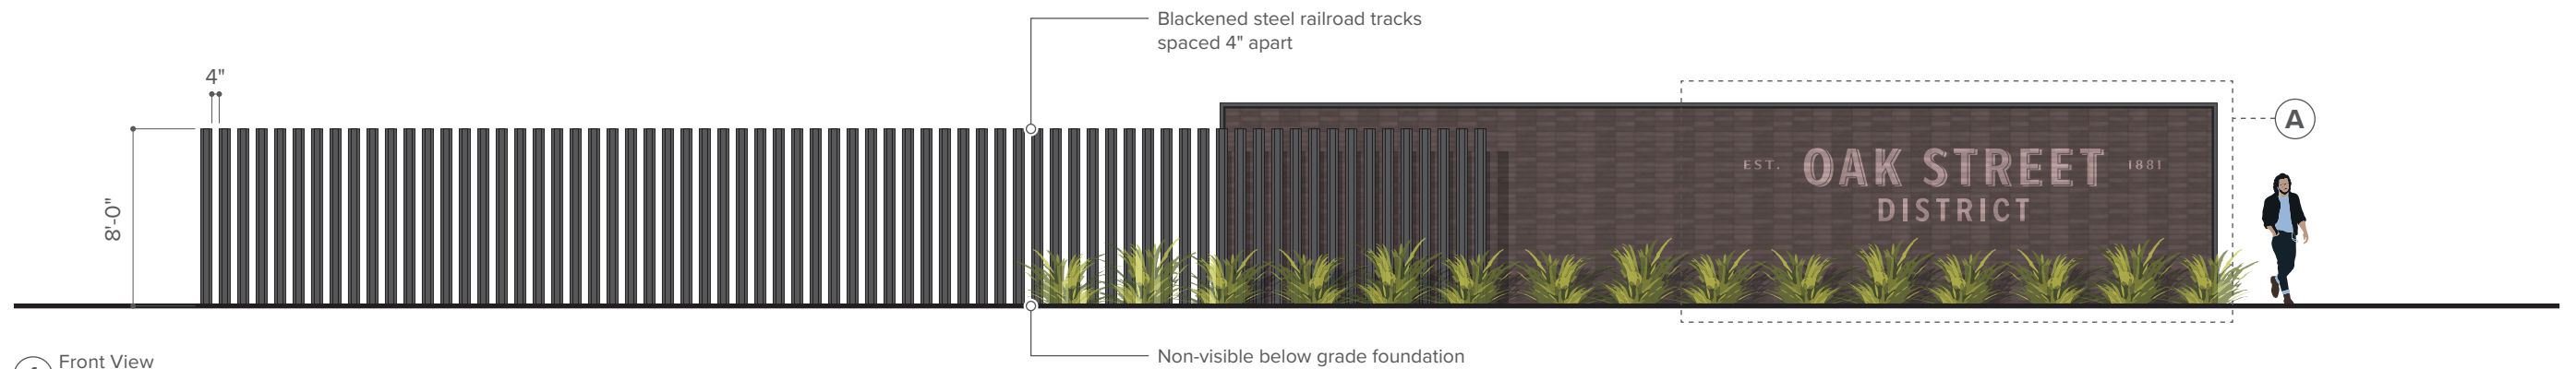 Blackened steel railroad tracks
spaced 4" apart
4"
8'-0"
A
EST. OAK STREET 1881
DISTRICT
Non-visible below grade foundation
Front View